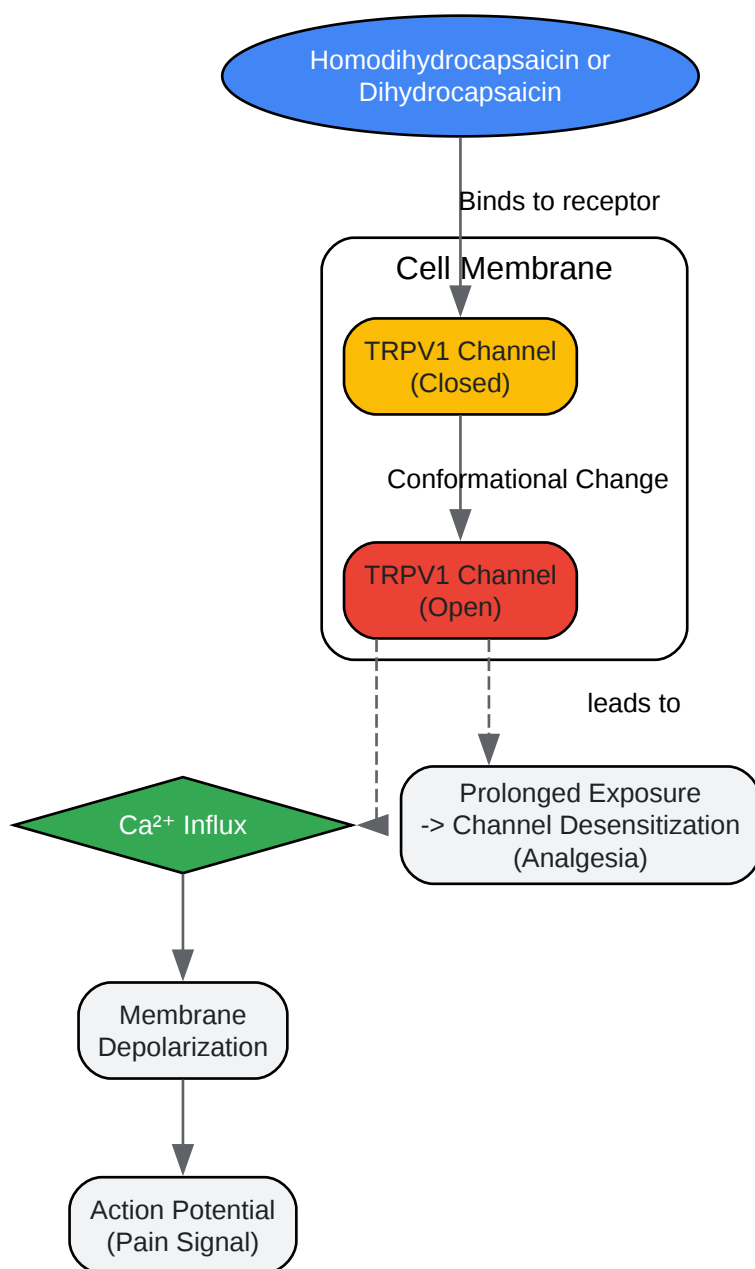 Homodihydrocapsaicin or
Dihydrocapsaicin
Binds to receptor
Cell Membrane
TRPV1 Channel
(Closed)
Conformational Change
TRPV1 Channel
(Open)
leads to
Prolonged Exposure
-> Channel Desensitization
(Analgesia)
Ca²⁺ Influx
Membrane
Depolarization
Action Potential
(Pain Signal)